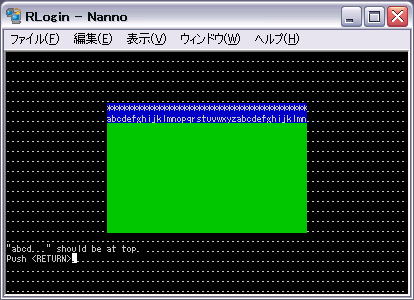 RLogin - Nanno
ファイル(F) 編集(E) 表示(V) ウィンドウ(W) ヘルプ(H)
****************************************
abcdefghijklmnopqrstuvwxyzabcdefghijklmn
"abcd..." should be at top.
Push <RETURN>